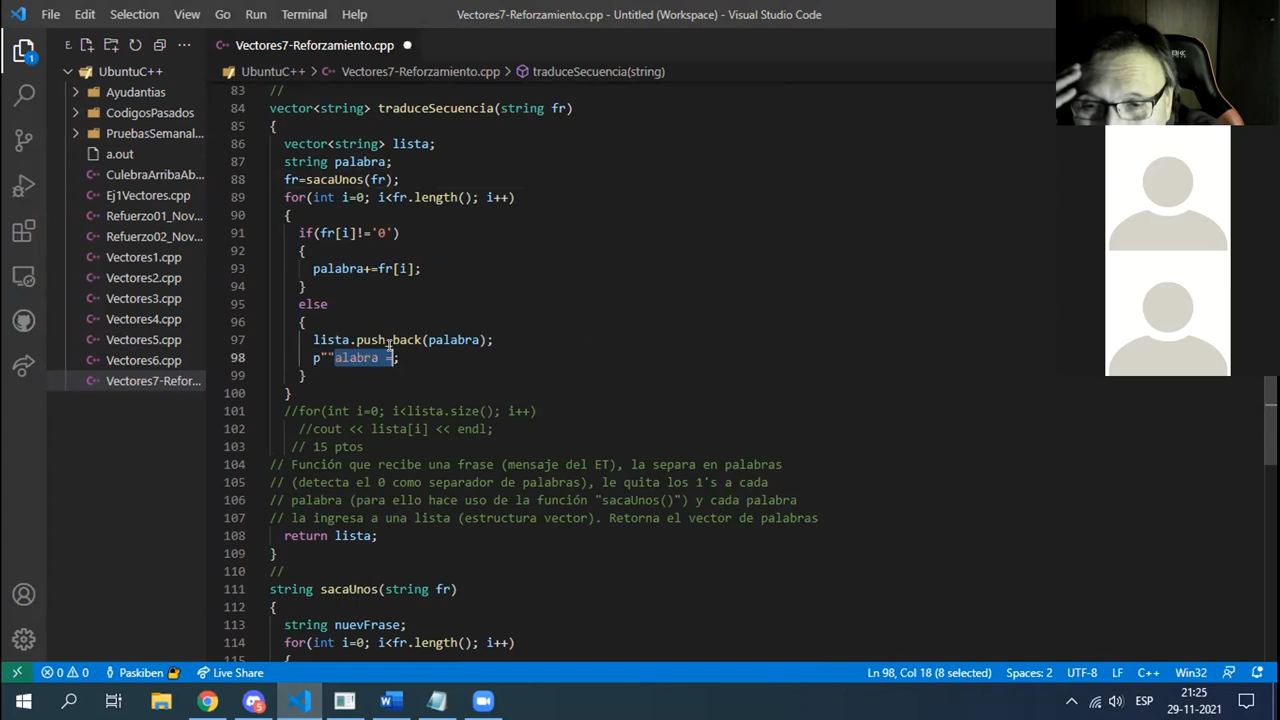 File Edit Selection View Go Run Terminal Help
Vectores7-Reforzamiento.cpp - Untitled (Workspace) - Visual Studio Code
E
Vectores7-Reforzamiento.cpp
UbuntuC++
UbuntuC++ > Vectores7-Reforzamiento.cpp > traduceSecuencia(string)
Ayudantias
CodigosPasados
PruebasSemanal...
a.out
CulebraArribaAb...
Ej1Vectores.cpp
Refuerzo01_Nov...
Refuerzo02_Nov...
Vectores1.cpp
Vectores2.cpp
Vectores3.cpp
Vectores4.cpp
Vectores5.cpp
Vectores6.cpp
Vectores7-Refor...
83 //
84 vector<string> traduceSecuencia(string fr)
85 {
86 vector<string> lista;
87 string palabra;
88 fr=sacaUnos(fr);
89 for(int i=0; i<fr.length(); i++)
90 {
91 if(fr[i]!='0')
92 {
93 palabra+=fr[i];
94 }
95 else
96 {
97 lista.push_back(palabra);
98 p""alabra =;
99 }
100 }
101 //for(int i=0; i<lista.size(); i++)
102 //cout << lista[i] << endl;
103 // 15 ptos
104 // Función que recibe una frase (mensaje del ET), la separa en palabras
105 // (detecta el 0 como separador de palabras), le quita los 1's a cada
106 // palabra (para ello hace uso de la función "sacaUnos()") y cada palabra
107 // la ingresa a una lista (estructura vector). Retorna el vector de palabras
108 return lista;
109 }
110 //
111 string sacaUnos(string fr)
112 {
113 string nuevFrase;
114 for(int i=0; i<fr.length(); i++)
115 {
0 0 Paskiben Live Share
Ln 98, Col 18 (8 selected) Spaces: 2 UTF-8 LF C++ Win32
ESP
21:25
29-11-2021